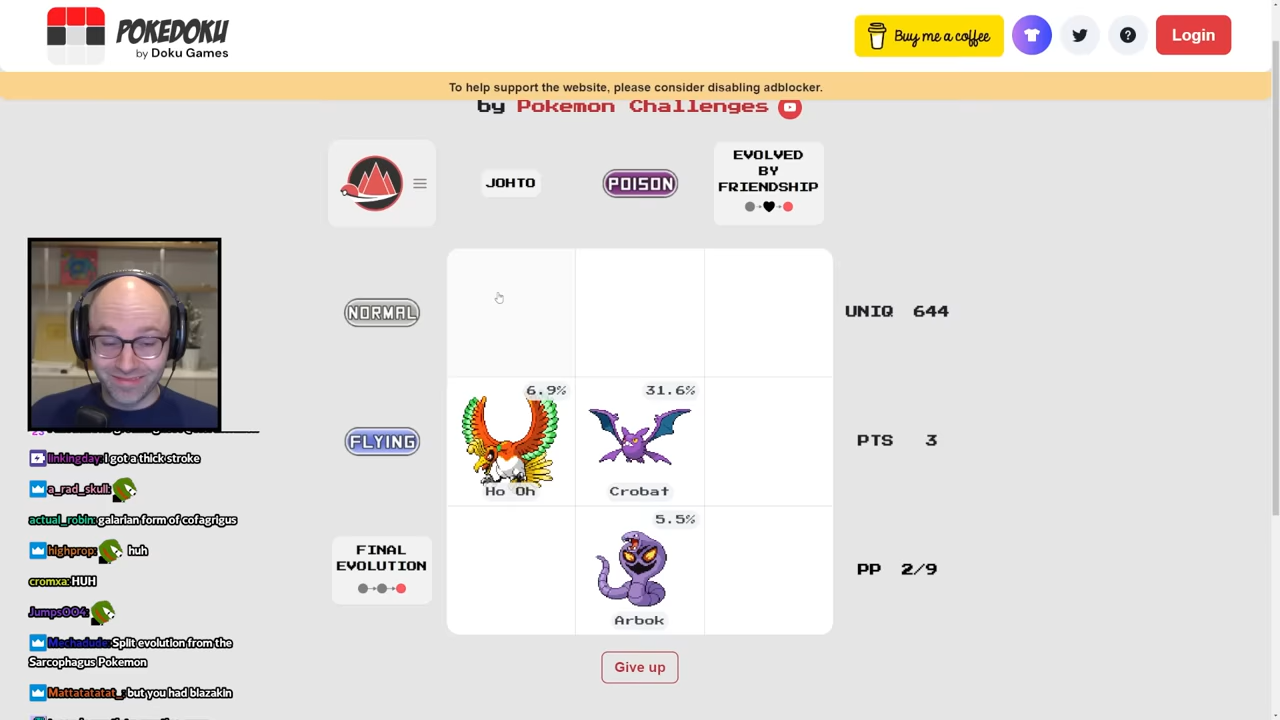 POKEDOKU
by Doku Games
Buy me a coffee
Login
To help support the website, please consider disabling adblocker.
by Pokemon Challenges
JOHTO
POISON
EVOLVED
BY
FRIENDSHIP
NORMAL
UNIQ 644
6.9%
31.6%
FLYING
PTS 3
Ho Oh
Crobat
linkingday: I got a thick stroke
a_rad_skull:
actual_robin: galarian form of cofagrigus
5.5%
highprop: huh
FINAL
EVOLUTION
PP 2/9
cromxa: HUH
Jumps004:
Arbok
Mechadude: Split evolution from the
Sarcophagus Pokemon
Give up
Mattatatatat_: but you had blazakin